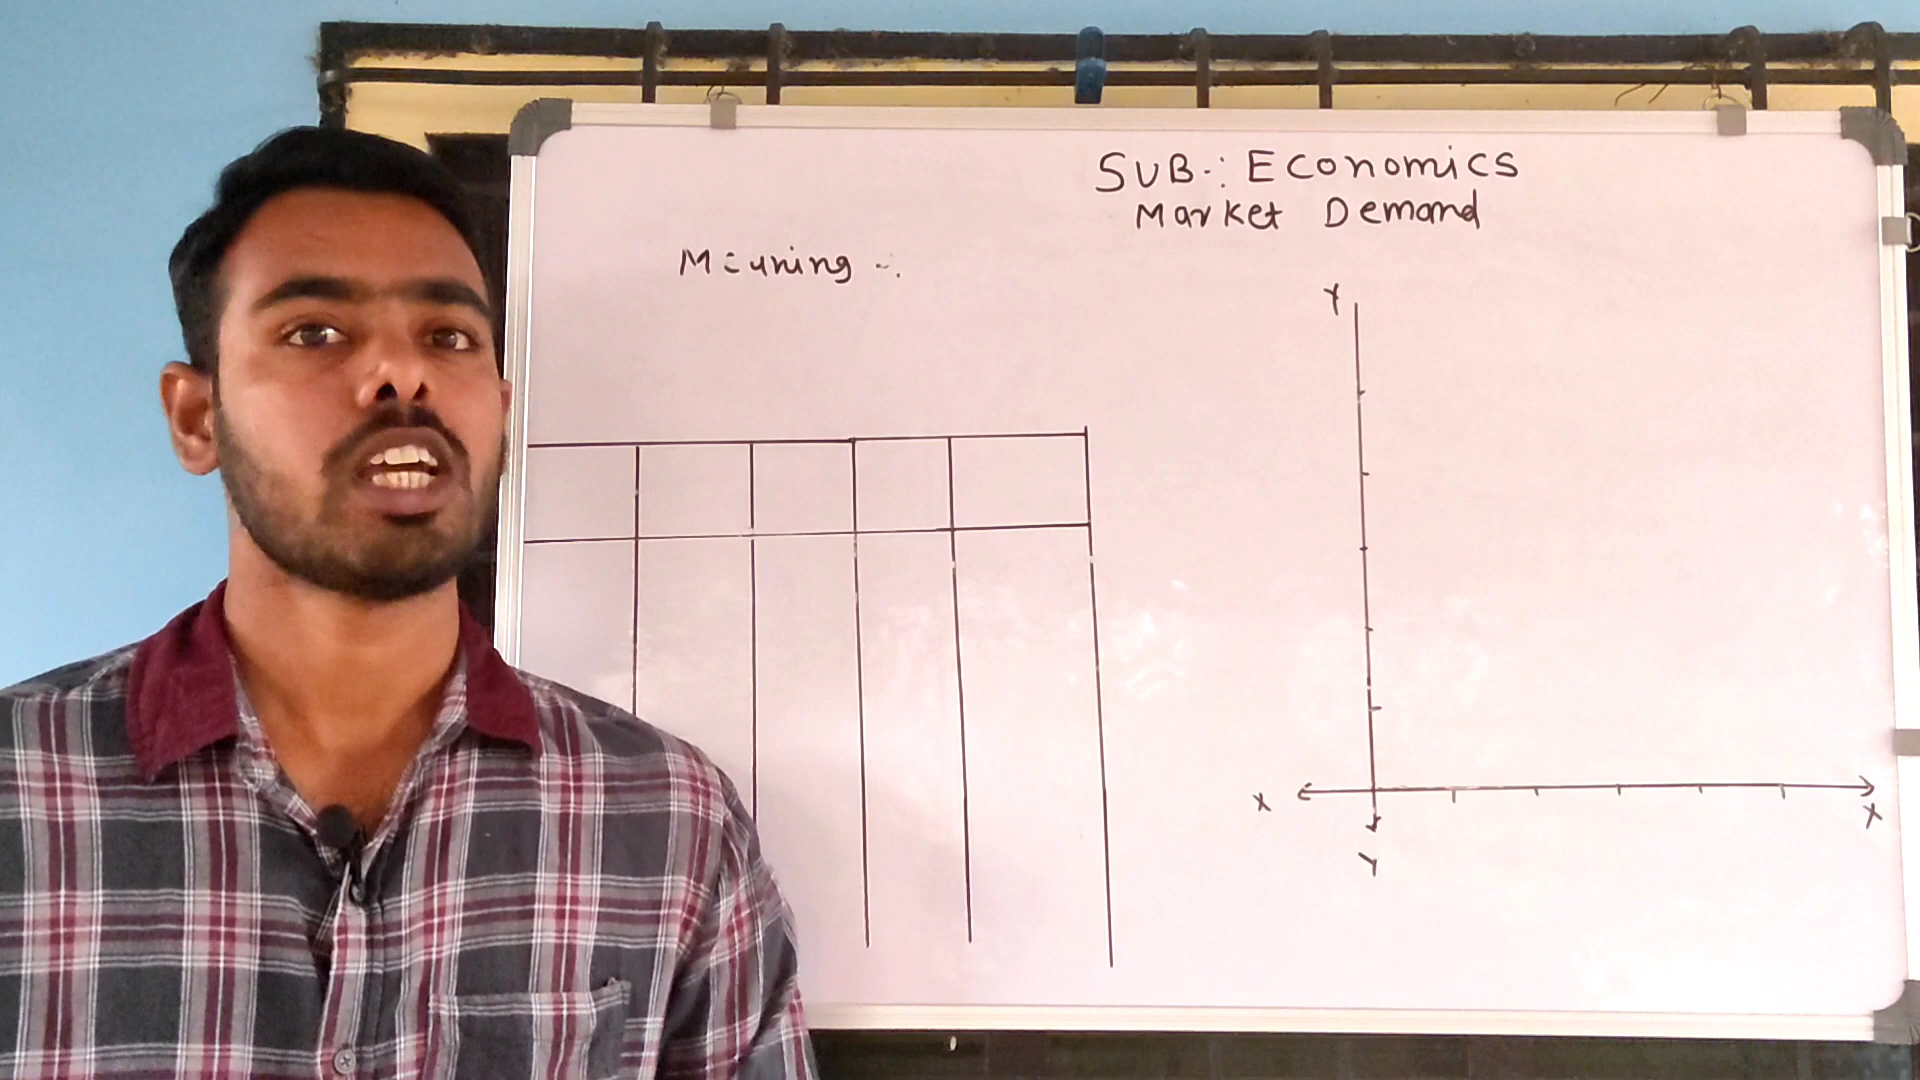 SUB.: Economics
Market Demand
Meaning :-
Y
X X
Y